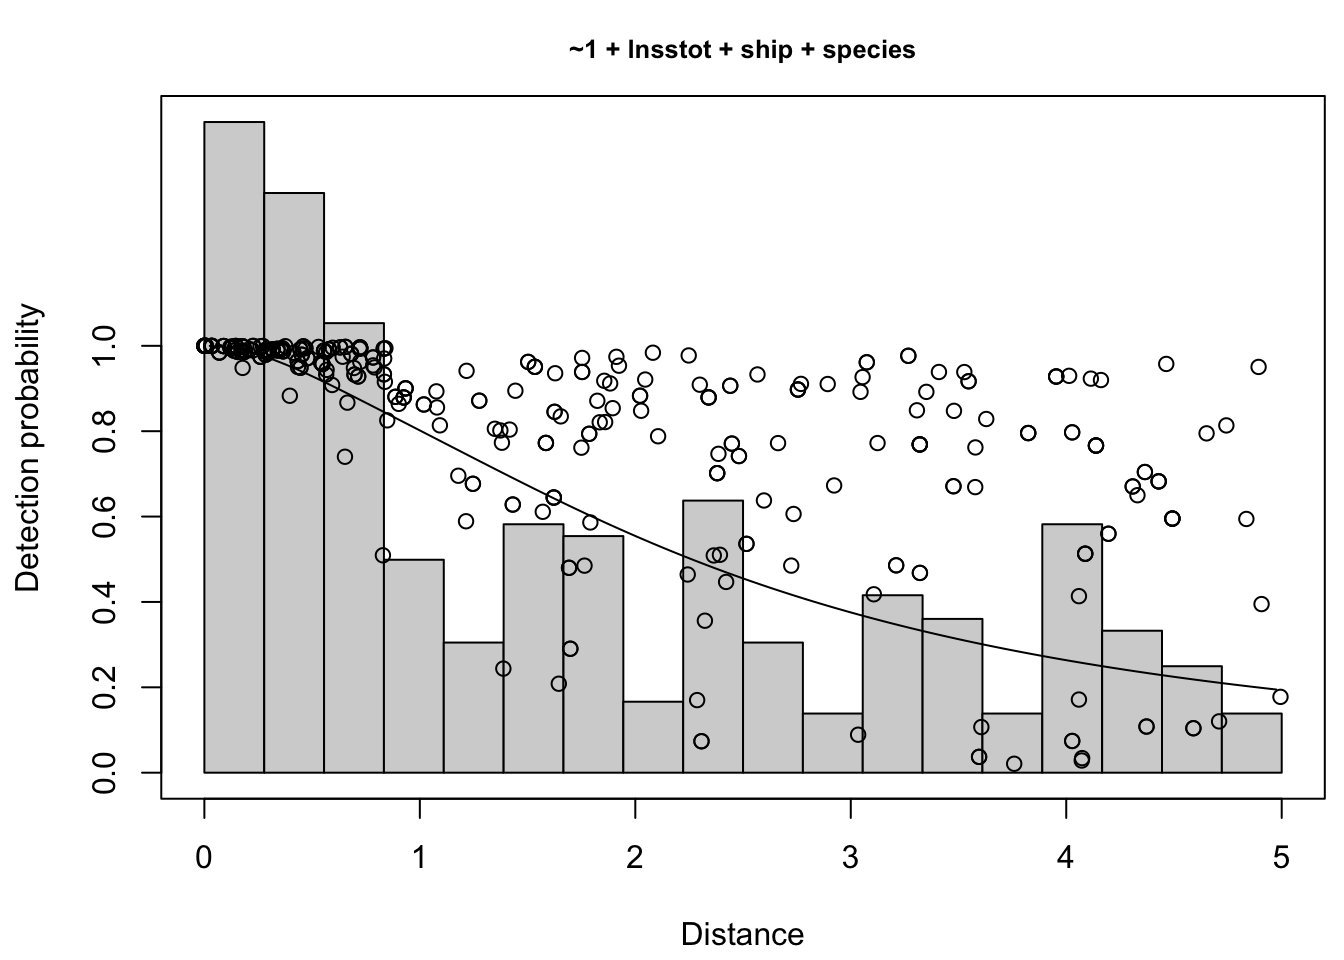 ~1 + lnsstot + ship + species
Detection probability
1.0
0.8
0.6
0.4
0.2
0.0
0 1 2 3 4 5
Distance